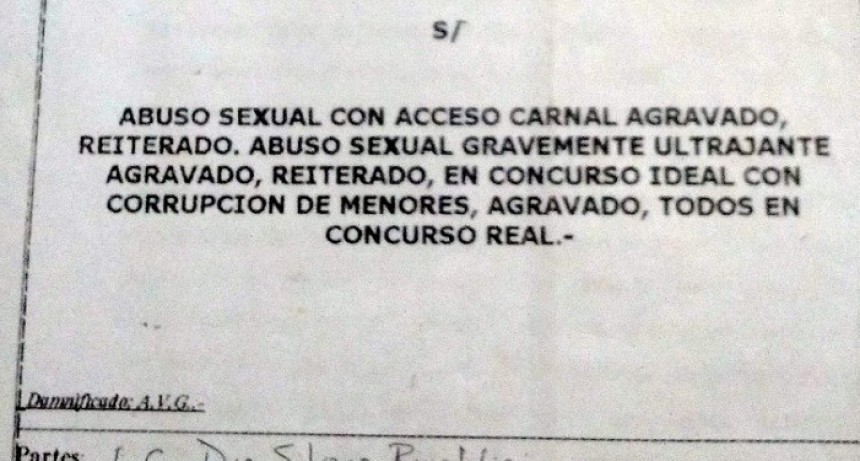 S/
ABUSO SEXUAL CON ACCESO CARNAL AGRAVADO,
REITERADO. ABUSO SEXUAL GRAVEMENTE ULTRAJANTE
AGRAVADO, REITERADO, EN CONCURSO IDEAL CON
CORRUPCION DE MENORES, AGRAVADO, TODOS EN
CONCURSO REAL.-
Damnificado: A.V.G.-
Partes: